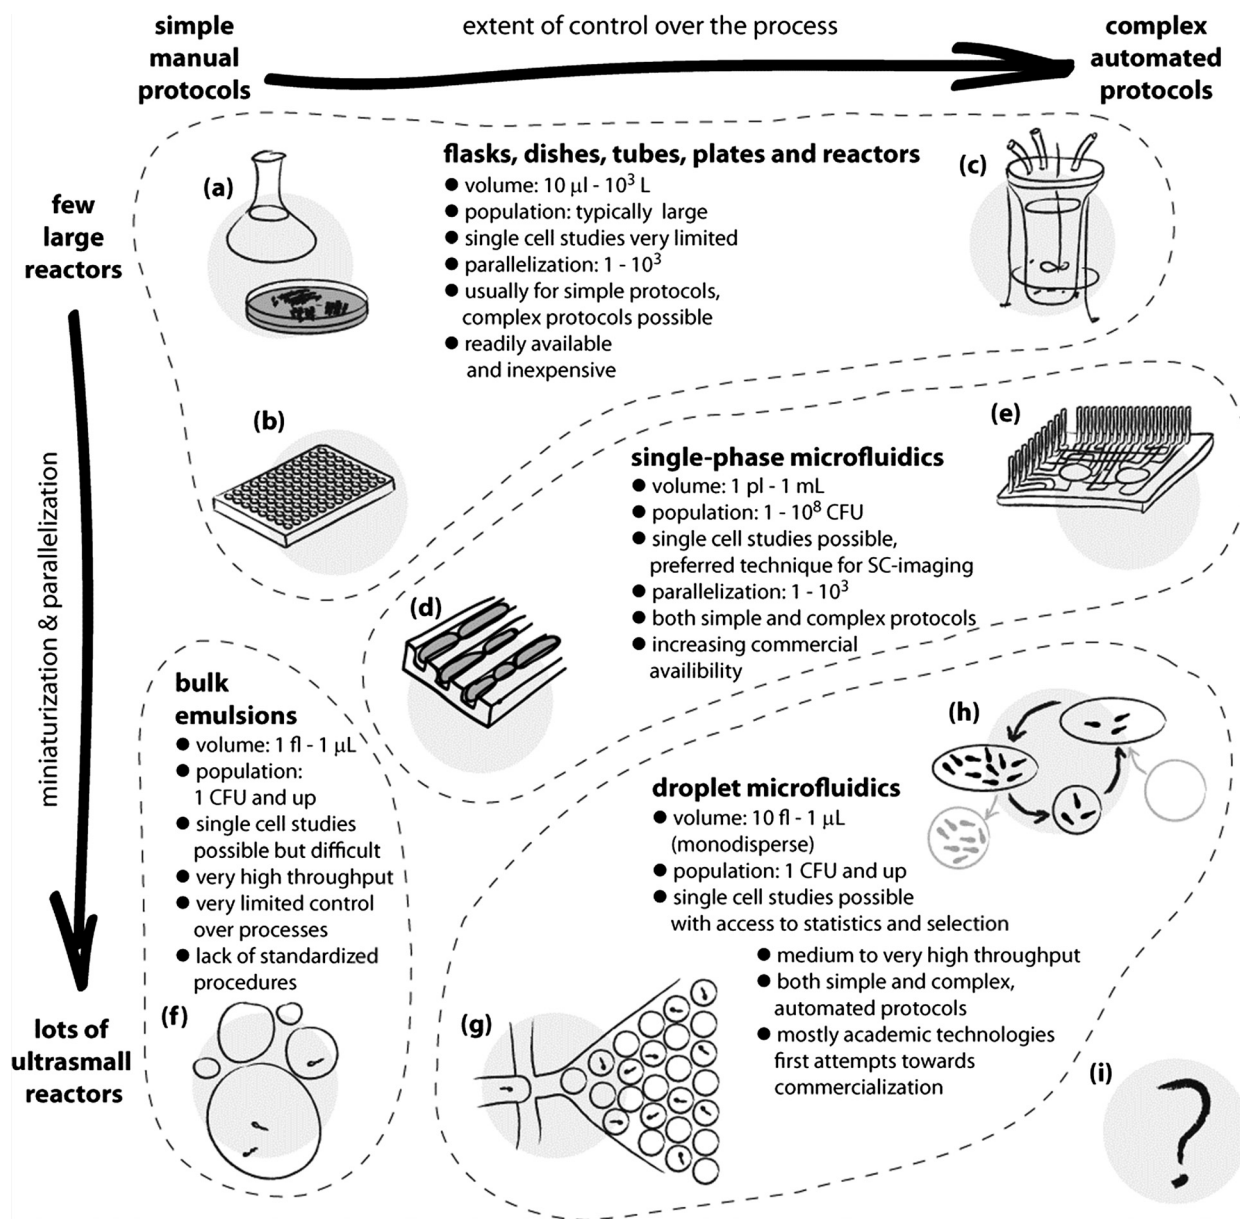 simple
manual
protocols
extent of control over the process
complex
automated
protocols
few
large
reactors
miniaturization & parallelization
lots of
ultrasmall
reactors
(a)
flasks, dishes, tubes, plates and reactors
● volume: 10 µl - 10³ L
● population: typically large
● single cell studies very limited
● parallelization: 1 - 10³
● usually for simple protocols,
complex protocols possible
● readily available
and inexpensive
(c)
(b)
(e)
single-phase microfluidics
● volume: 1 pl - 1 mL
● population: 1 - 10⁸ CFU
● single cell studies possible,
preferred technique for SC-imaging
● parallelization: 1 - 10³
● both simple and complex protocols
● increasing commercial
availibility
(d)
bulk
emulsions
● volume: 1 fl - 1 µL
● population:
1 CFU and up
● single cell studies
possible but difficult
● very high throughput
● very limited control
over processes
● lack of standardized
procedures
(f)
(h)
droplet microfluidics
● volume: 10 fl - 1 µL
(monodisperse)
● population: 1 CFU and up
● single cell studies possible
with access to statistics and selection
● medium to very high throughput
● both simple and complex,
automated protocols
● mostly academic technologies
first attempts towards
commercialization
(g)
(i)
?